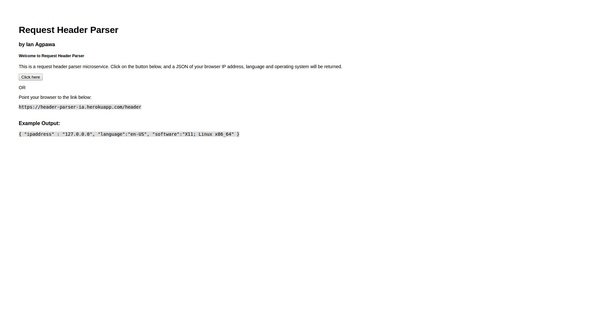 Request Header Parser
by Ian Agpawa
Welcome to Request Header Parser
This is a request header parser microservice. Click on the button below, and a JSON of your browser IP address, language and operating system will be returned.
Click here
OR
Point your browser to the link below:
https://header-parser-ia.herokuapp.com/header
Example Output:
{ "ipaddress" : "127.0.0.0", "language":"en-US", "software":"X11; Linux x86_64" }